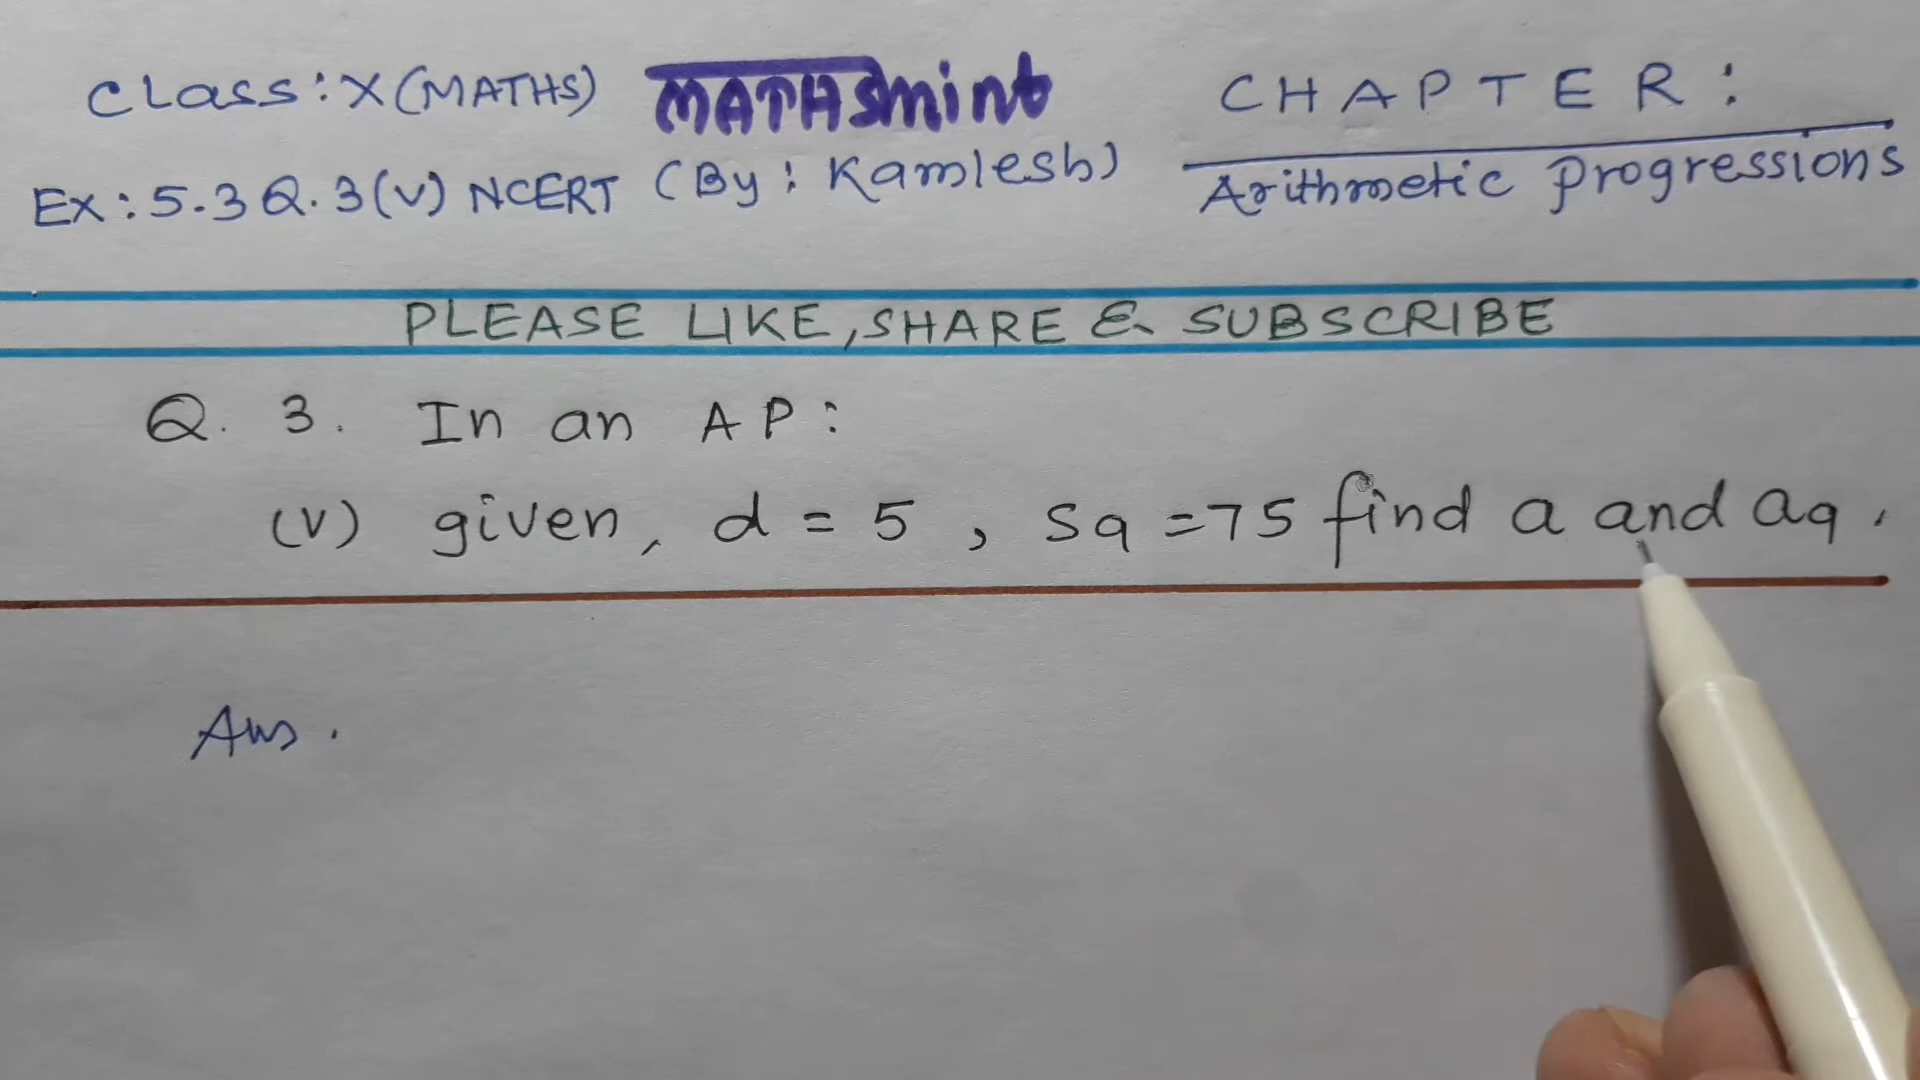 Class: X (MATHS) MATHSmint CHAPTER:
Ex: 5.3 Q. 3(V) NCERT (By: Kamlesh) Arithmetic Progressions
PLEASE LIKE, SHARE & SUBSCRIBE
Q. 3. In an AP:
(V) given, d = 5, S9 = 75 find a and a9.
Ans.